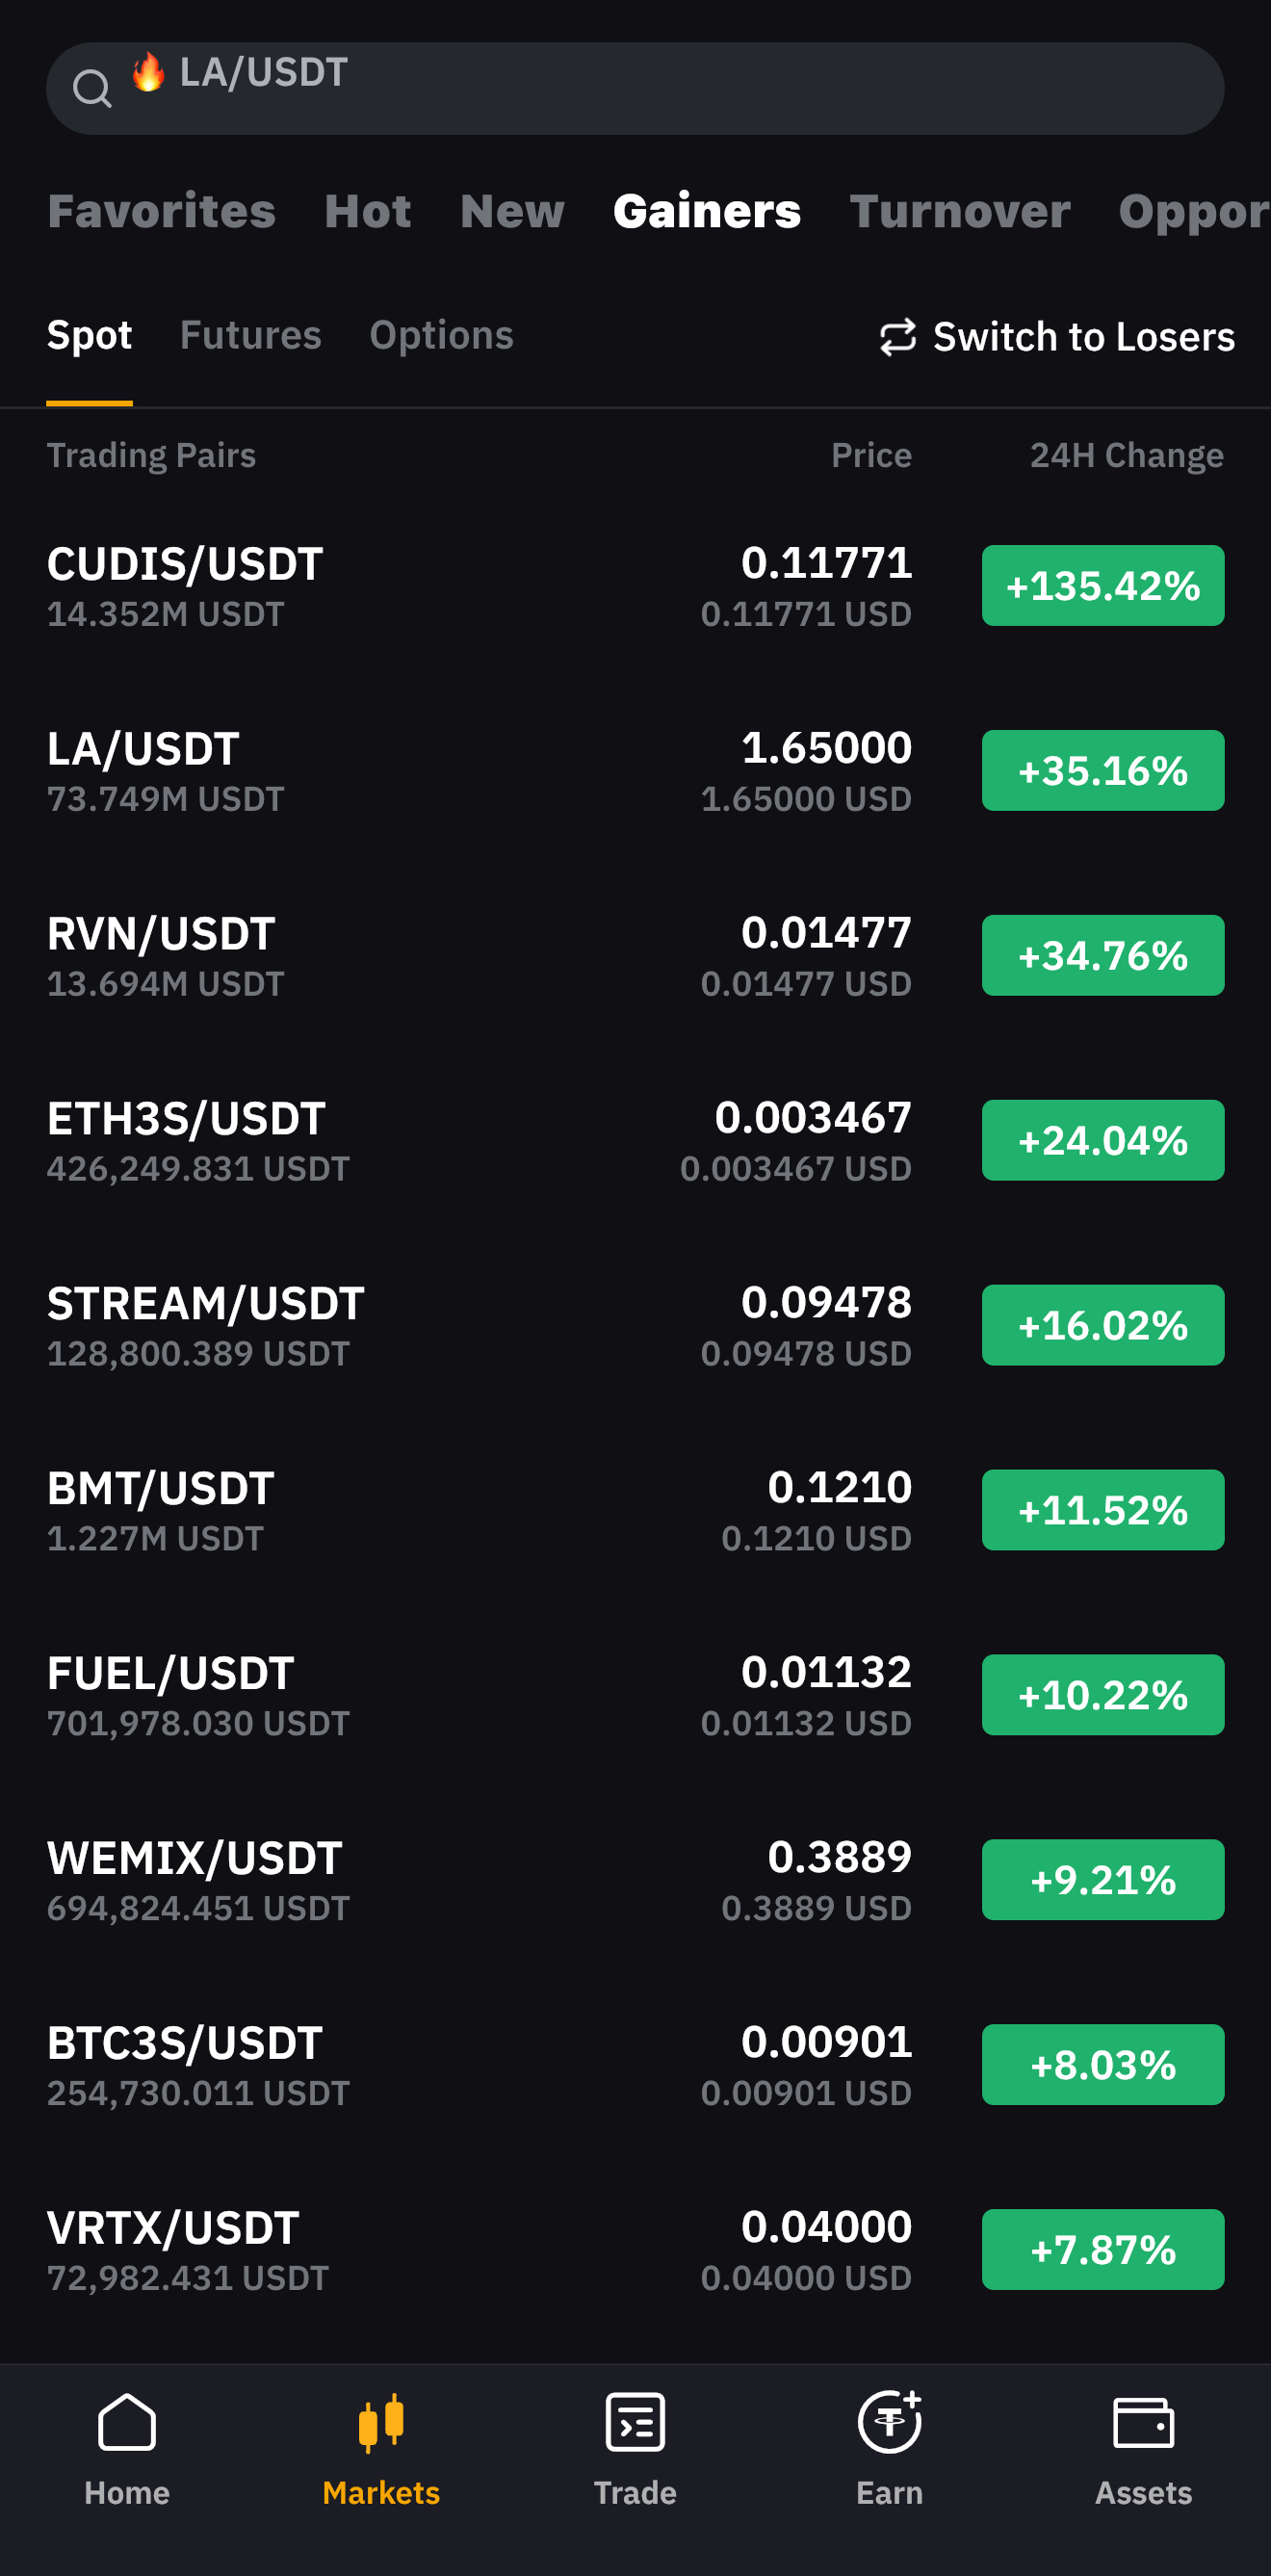 🔥 LA/USDT
Favorites Hot New Gainers Turnover Oppor
Spot Futures Options Switch to Losers
Trading Pairs Price 24H Change
CUDIS/USDT 0.11771 +135.42%
14.352M USDT 0.11771 USD
LA/USDT 1.65000 +35.16%
73.749M USDT 1.65000 USD
RVN/USDT 0.01477 +34.76%
13.694M USDT 0.01477 USD
ETH3S/USDT 0.003467 +24.04%
426,249.831 USDT 0.003467 USD
STREAM/USDT 0.09478 +16.02%
128,800.389 USDT 0.09478 USD
BMT/USDT 0.1210 +11.52%
1.227M USDT 0.1210 USD
FUEL/USDT 0.01132 +10.22%
701,978.030 USDT 0.01132 USD
WEMIX/USDT 0.3889 +9.21%
694,824.451 USDT 0.3889 USD
BTC3S/USDT 0.00901 +8.03%
254,730.011 USDT 0.00901 USD
VRTX/USDT 0.04000 +7.87%
72,982.431 USDT 0.04000 USD
Home Markets Trade Earn Assets